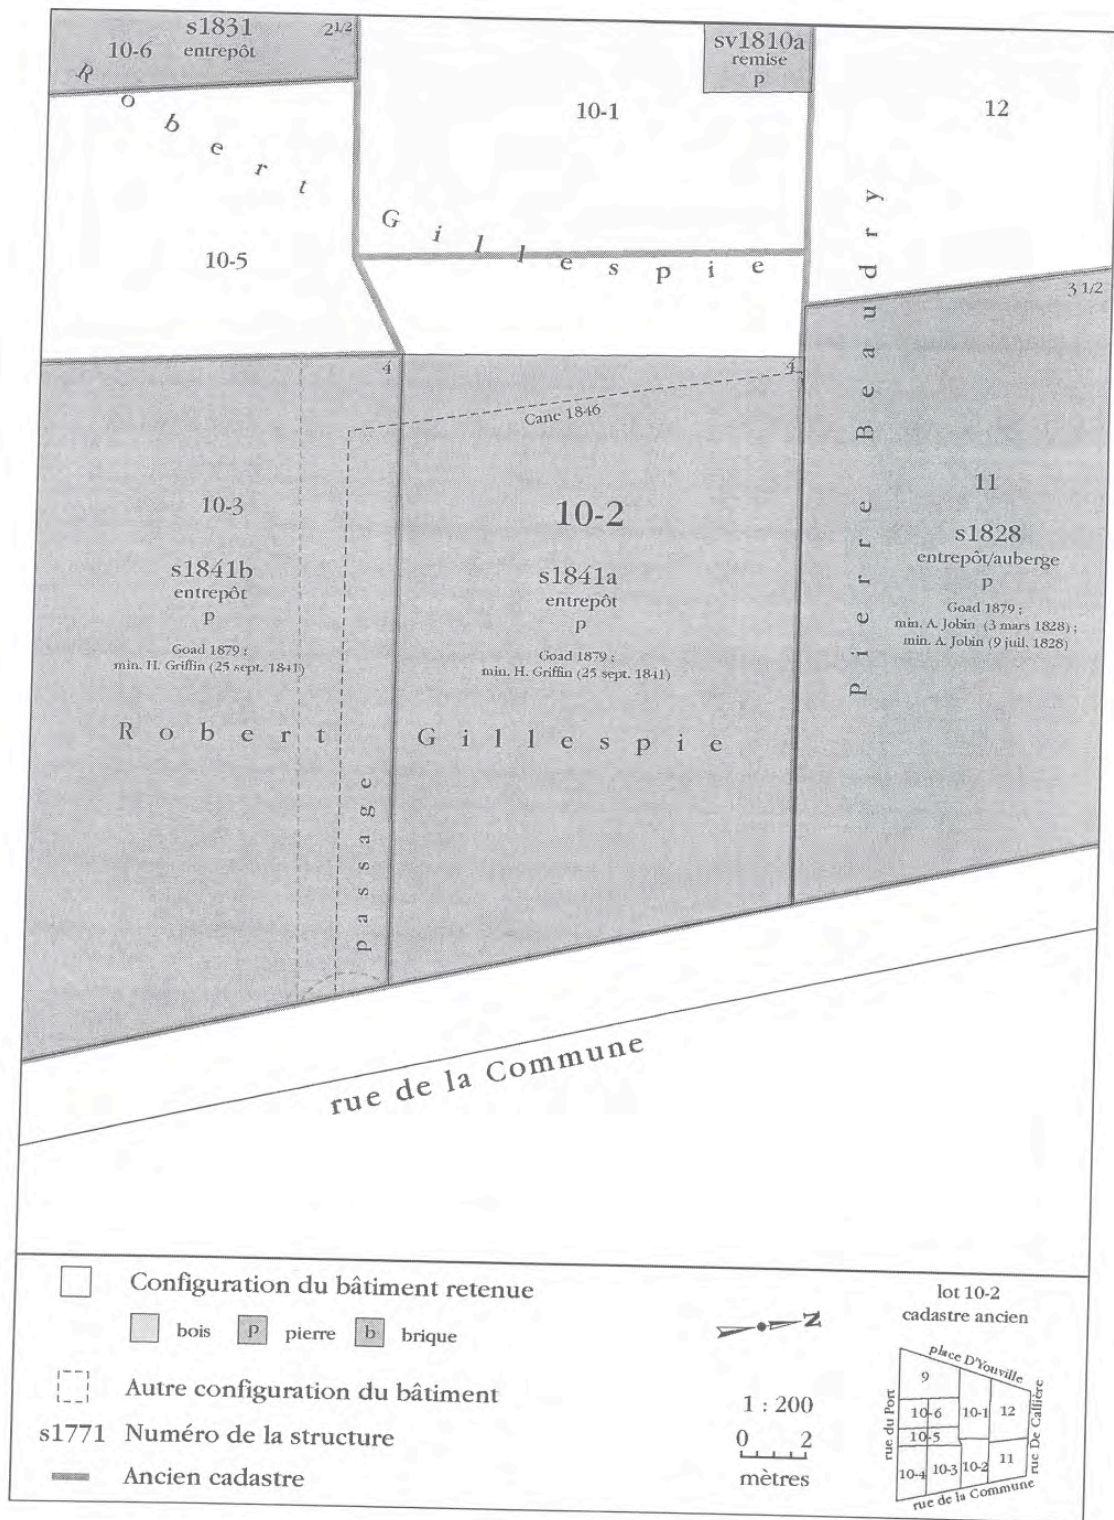 s1831
2 1/2
10-6
entrepôt
sv1810a
remise
p
Robert
10-1
12
Gillespie
10-5
Pierre Beaudry
3 1/2
4
4
Cane 1846
10-3
10-2
11
s1828
entrepôt/auberge
p
Goad 1879 ;
min. A. Jobin (3 mars 1828) ;
min. A. Jobin (9 juil. 1828)
s1841b
entrepôt
p
Goad 1879 ;
min. H. Griffin (25 sept. 1841)
s1841a
entrepôt
p
Goad 1879 ;
min. H. Griffin (25 sept. 1841)
Robert Gillespie
passage
rue de la Commune
Configuration du bâtiment retenue
bois
p pierre
b brique
Autre configuration du bâtiment
s1771 Numéro de la structure
Ancien cadastre
N
1 : 200
0 2
mètres
lot 10-2
cadastre ancien
place D'Youville
rue du Port
rue De Callière
9
10-6
10-1
12
10-5
10-4
10-3
10-2
11
rue de la Commune